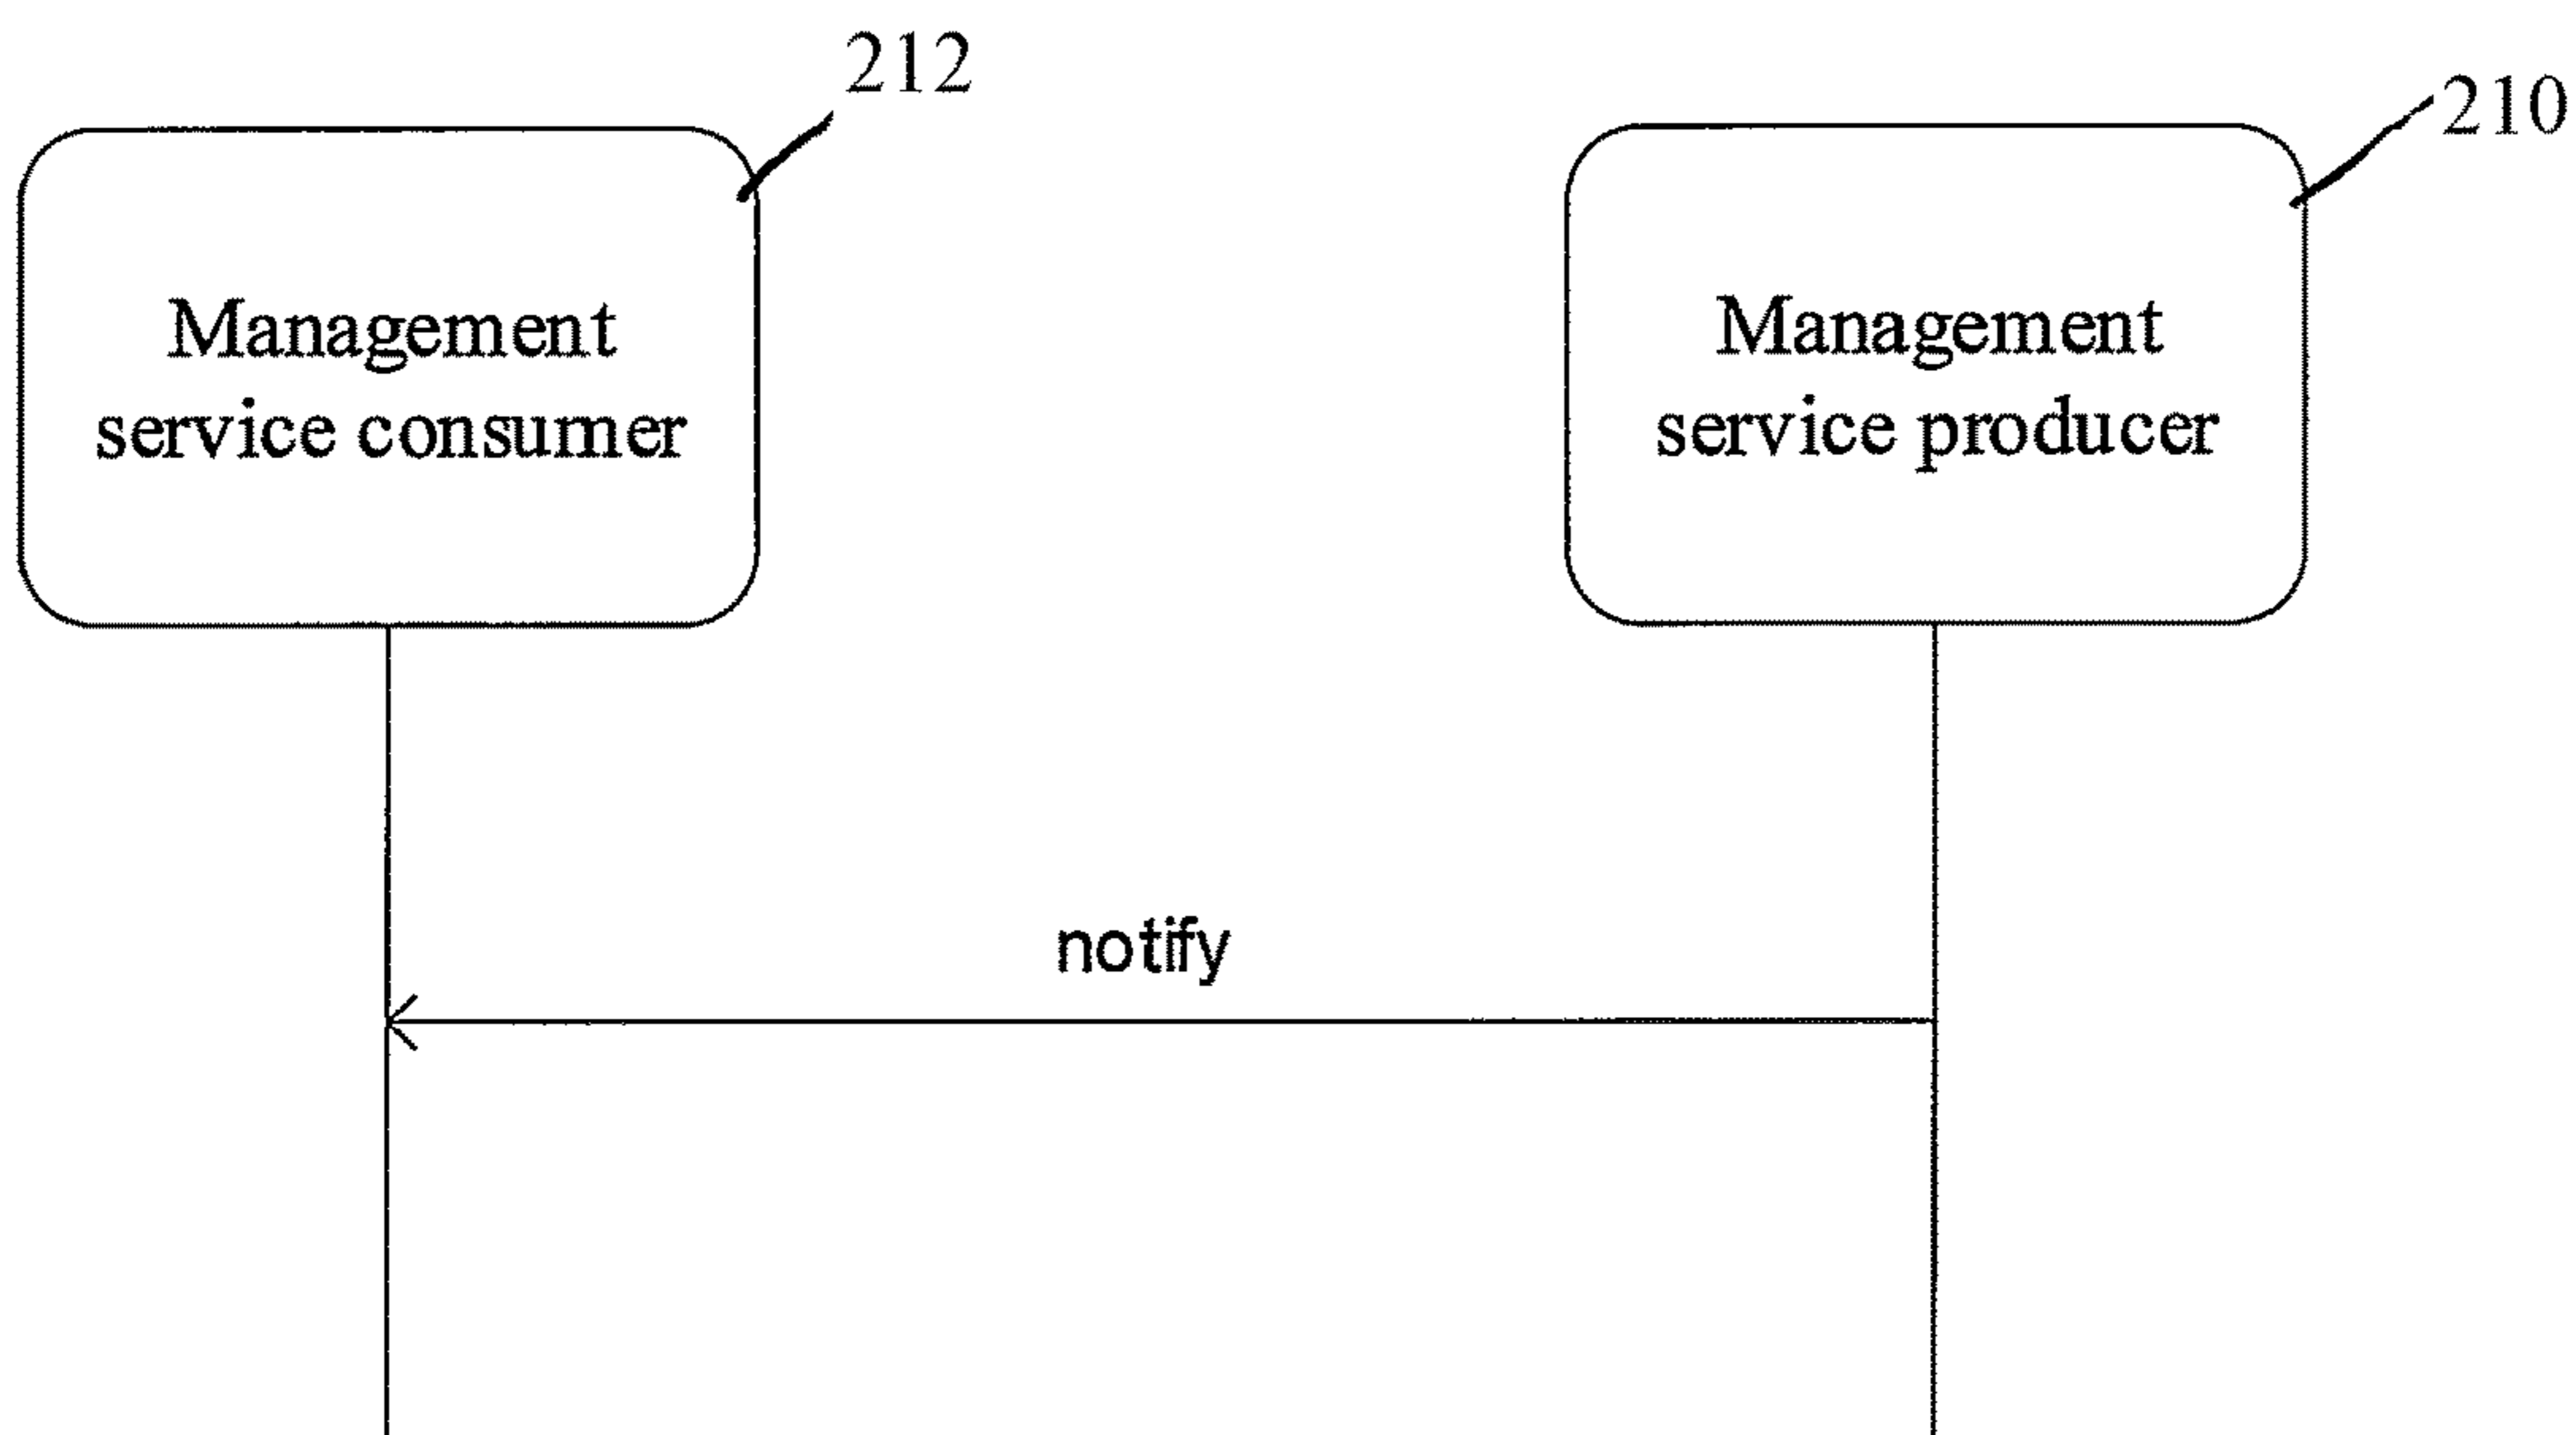 212
210
Management
service consumer
Management
service producer
notify